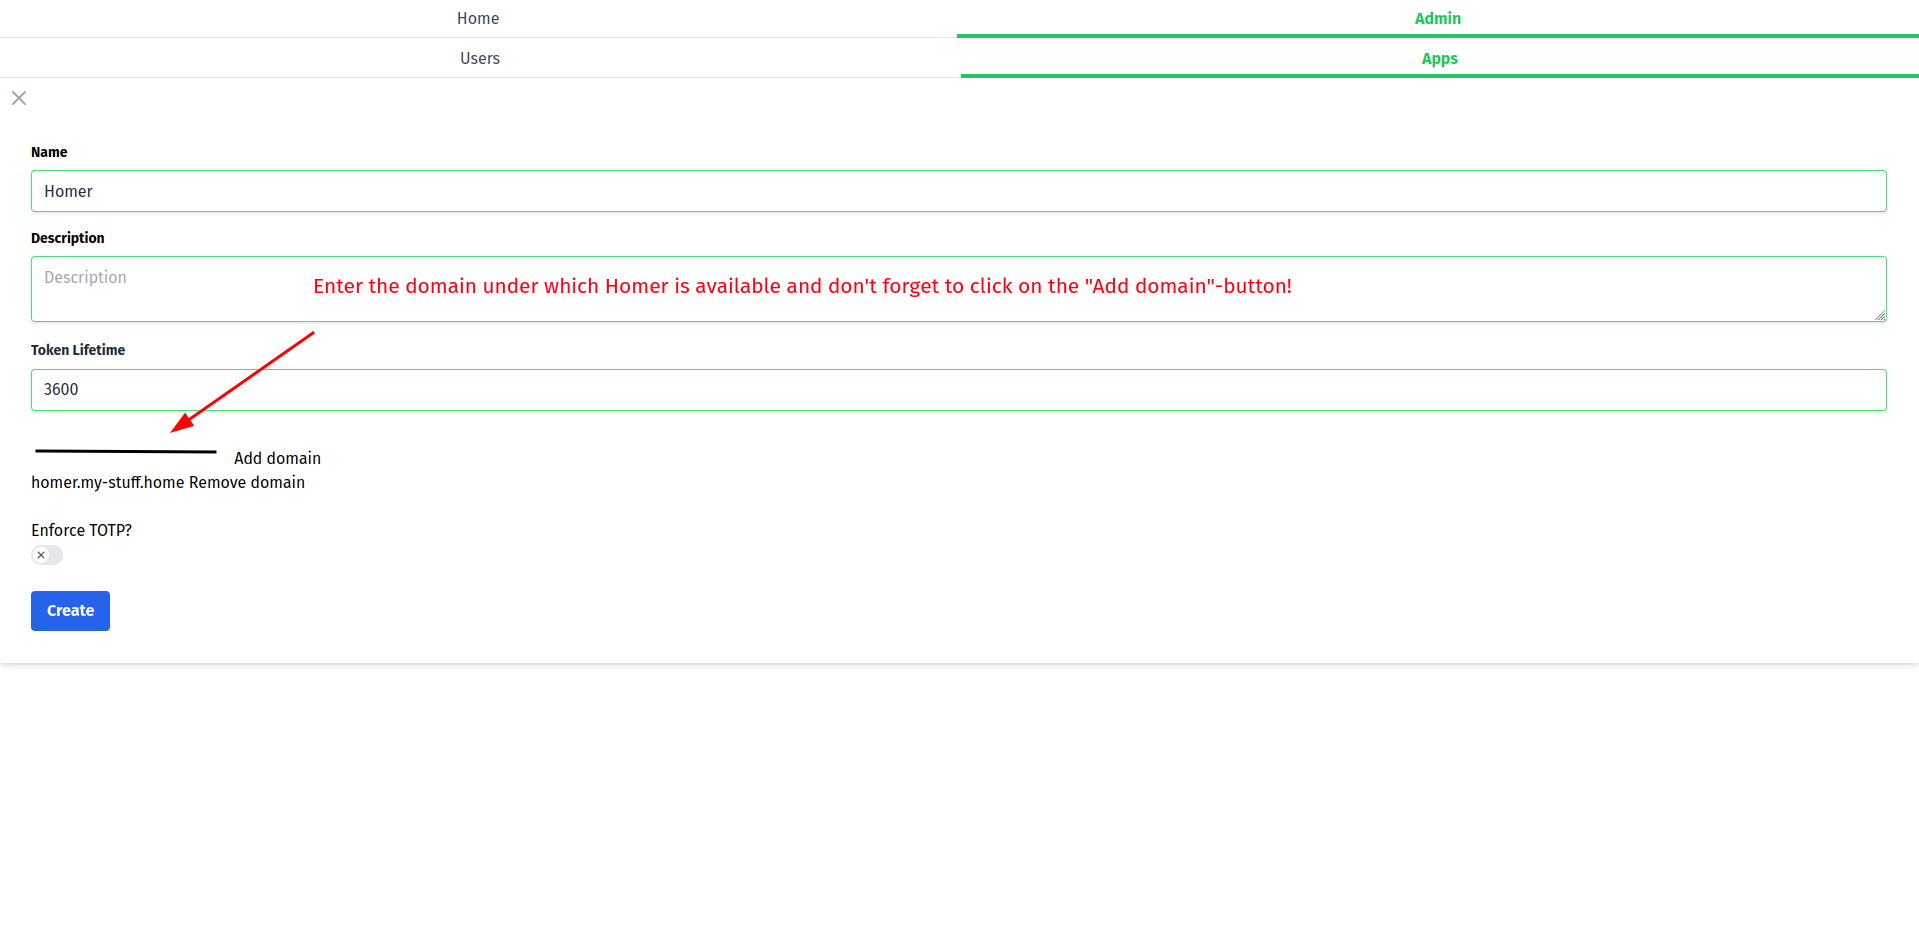 Home Admin
Users Apps
Name
Homer
Description
Description
Enter the domain under which Homer is available and don't forget to click on the "Add domain"-button!
Token Lifetime
3600
Add domain
homer.my-stuff.home Remove domain
Enforce TOTP?
Create